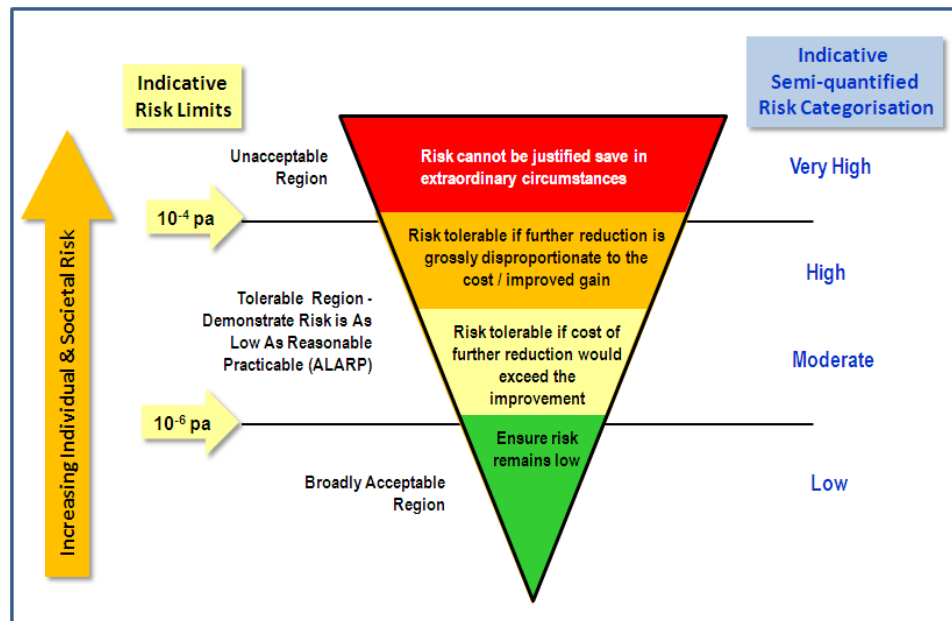 Indicative
Risk Limits
Indicative
Semi-quantified
Risk Categorisation
Increasing Individual & Societal Risk
Unacceptable
Region
Risk cannot be justified save in
extraordinary circumstances
Very High
10⁻⁴ pa
Risk tolerable if further reduction is
grossly disproportionate to the
cost / improved gain
High
Tolerable Region -
Demonstrate Risk is As
Low As Reasonable
Practicable (ALARP)
Risk tolerable if cost of
further reduction would
exceed the
improvement
Moderate
10⁻⁶ pa
Ensure risk
remains low
Broadly Acceptable
Region
Low